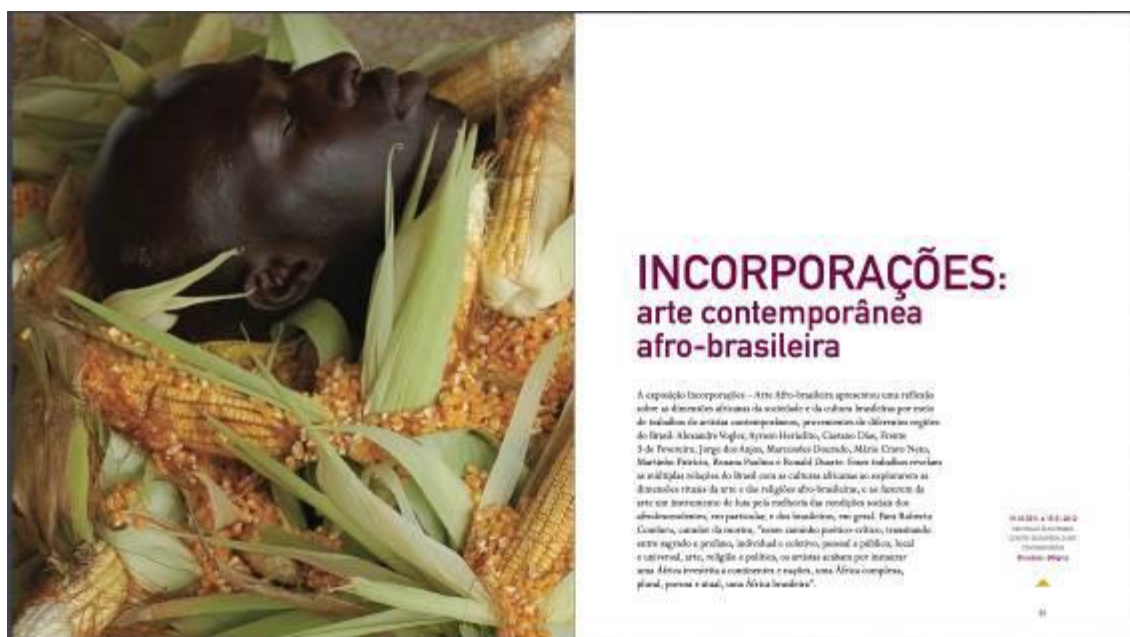 INCORPORAÇÕES:
arte contemporânea
afro-brasileira
A exposição Incorporações – Arte Afro-brasileira apresentou uma reflexão
sobre as dimensões africanas da sociedade e da cultura brasileiras por meio
de trabalhos de artistas contemporâneos, provenientes de diferentes regiões
do Brasil: Alexandre Vogler, Ayrson Heráclito, Caetano Dias, Frente
3 de Fevereiro, Jorge dos Anjos, Marcondes Dourado, Mário Cravo Neto,
Martinho Patrício, Rosana Paulino e Ronald Duarte. Esses trabalhos revelam
as múltiplas relações do Brasil com as culturas africanas ao explorarem as
dimensões rituais da arte e das religiões afro-brasileiras, e ao fazerem da
arte um instrumento de luta pela melhoria das condições sociais dos
afrodescendentes, em particular, e dos brasileiros, em geral. Para Roberto
Conduru, curador da mostra, "nesse caminho poético-crítico, transitando
entre sagrado e profano, individual e coletivo, pessoal e público, local
e universal, arte, religião e política, os artistas acabam por instaurar
uma África irrestrita a continentes e nações, uma África complexa,
plural, porosa e atual, uma África brasileira".